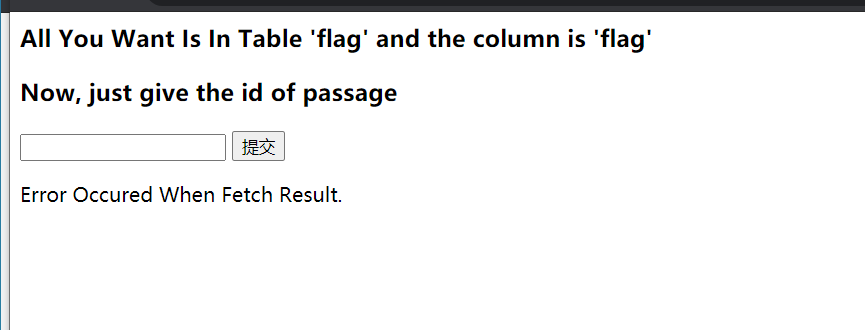 All You Want Is In Table 'flag' and the column is 'flag'
Now, just give the id of passage
提交
Error Occured When Fetch Result.